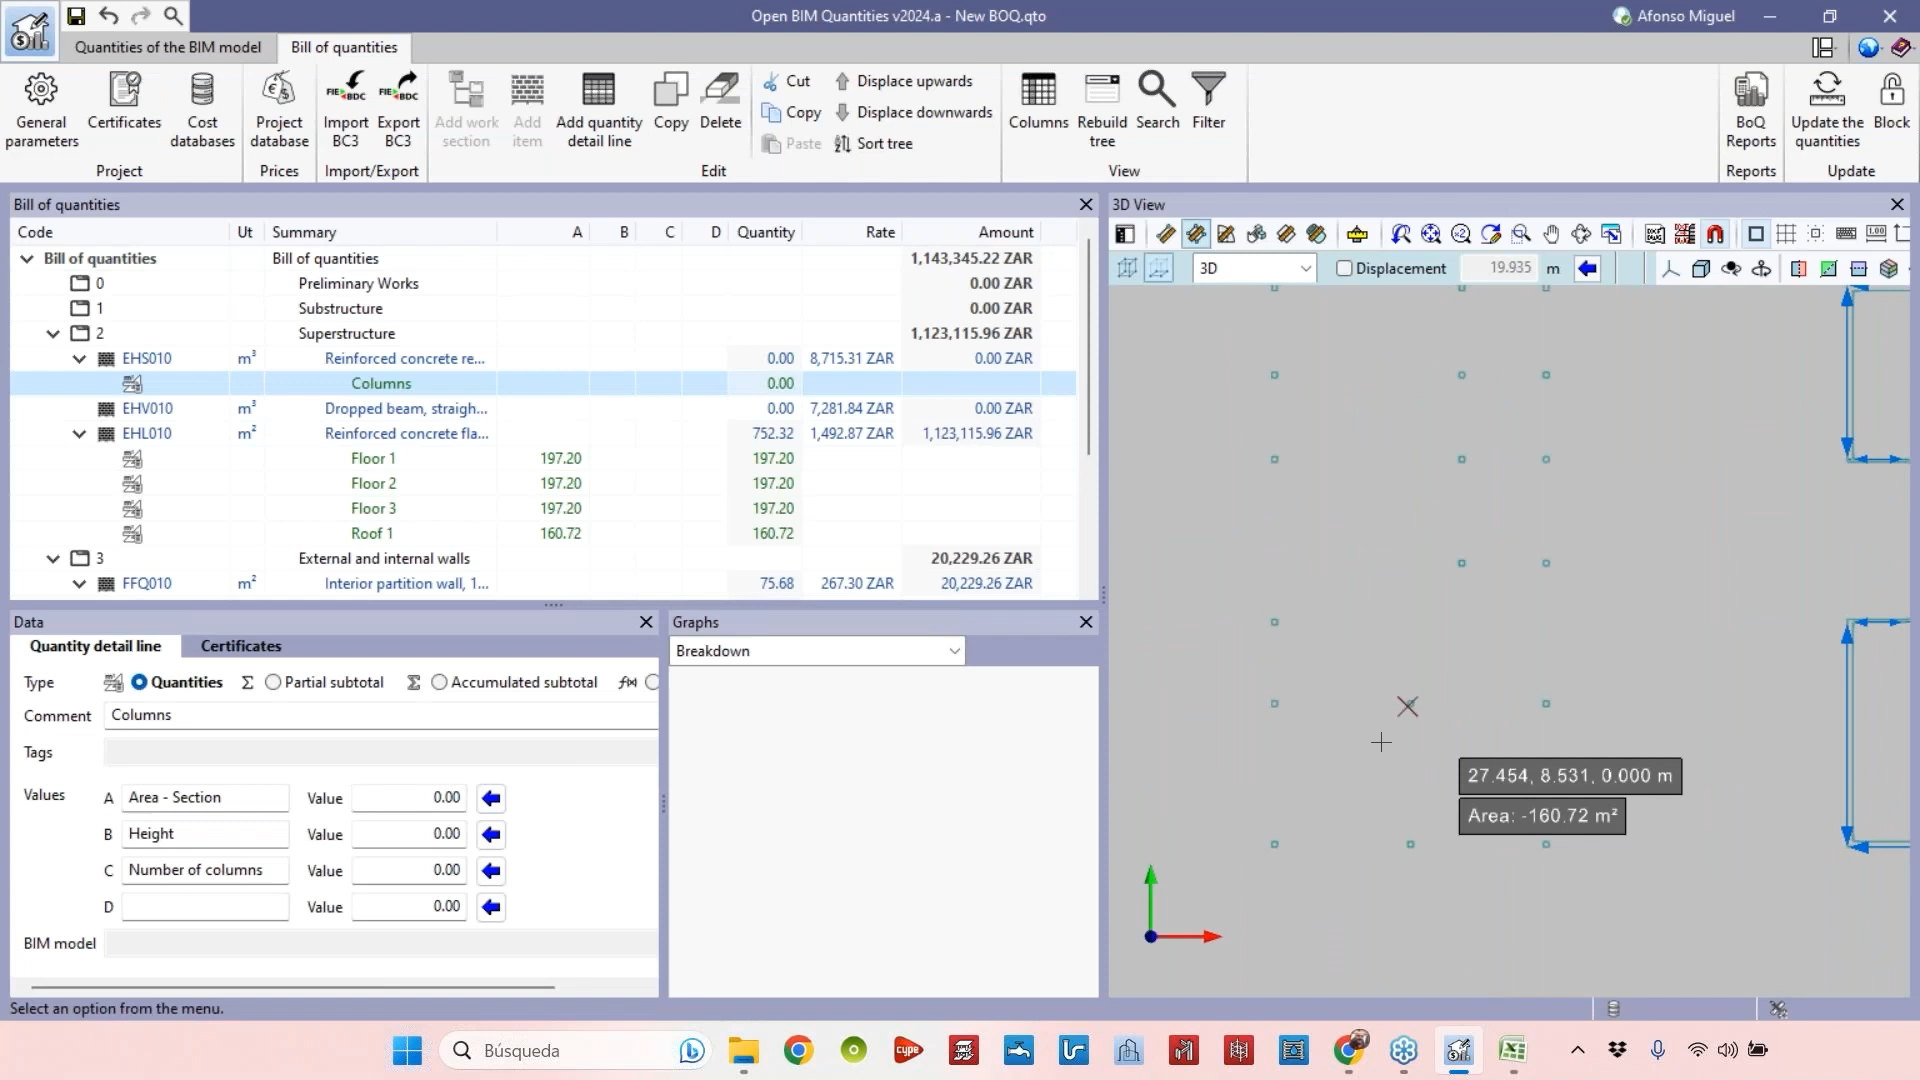 Open BIM Quantities v2024.a - New BOQ.qto
Afonso Miguel
Quantities of the BIM model
Bill of quantities
General parameters
Certificates
Cost databases
Project
Project database
Prices
FIE BDC
Import BC3
FIE BDC
Export BC3
Import/Export
Add work section
Add item
Add quantity detail line
Copy
Delete
Cut
Copy
Paste
Displace upwards
Displace downwards
Sort tree
Edit
Columns
Rebuild tree
Search
Filter
View
BoQ Reports
Reports
Update the quantities
Block
Update
Bill of quantities
Code Ut Summary A B C D Quantity Rate Amount
Bill of quantities Bill of quantities 1,143,345.22 ZAR
0 Preliminary Works 0.00 ZAR
1 Substructure 0.00 ZAR
2 Superstructure 1,123,115.96 ZAR
EHS010 m³ Reinforced concrete re... 0.00 8,715.31 ZAR 0.00 ZAR
Columns 0.00
EHV010 m³ Dropped beam, straigh... 0.00 7,281.84 ZAR 0.00 ZAR
EHL010 m² Reinforced concrete fla... 752.32 1,492.87 ZAR 1,123,115.96 ZAR
Floor 1 197.20 197.20
Floor 2 197.20 197.20
Floor 3 197.20 197.20
Roof 1 160.72 160.72
3 External and internal walls 20,229.26 ZAR
FFQ010 m² Interior partition wall, 1... 75.68 267.30 ZAR 20,229.26 ZAR
Data
Quantity detail line Certificates
Type Quantities Σ Partial subtotal Σ Accumulated subtotal
Comment Columns
Tags
Values A Area - Section Value 0.00
B Height Value 0.00
C Number of columns Value 0.00
D Value 0.00
BIM model
Graphs
Breakdown
3D View
3D Displacement 19.935 m
27.454, 8.531, 0.000 m
Area: -160.72 m²
Select an option from the menu.
Búsqueda
cype